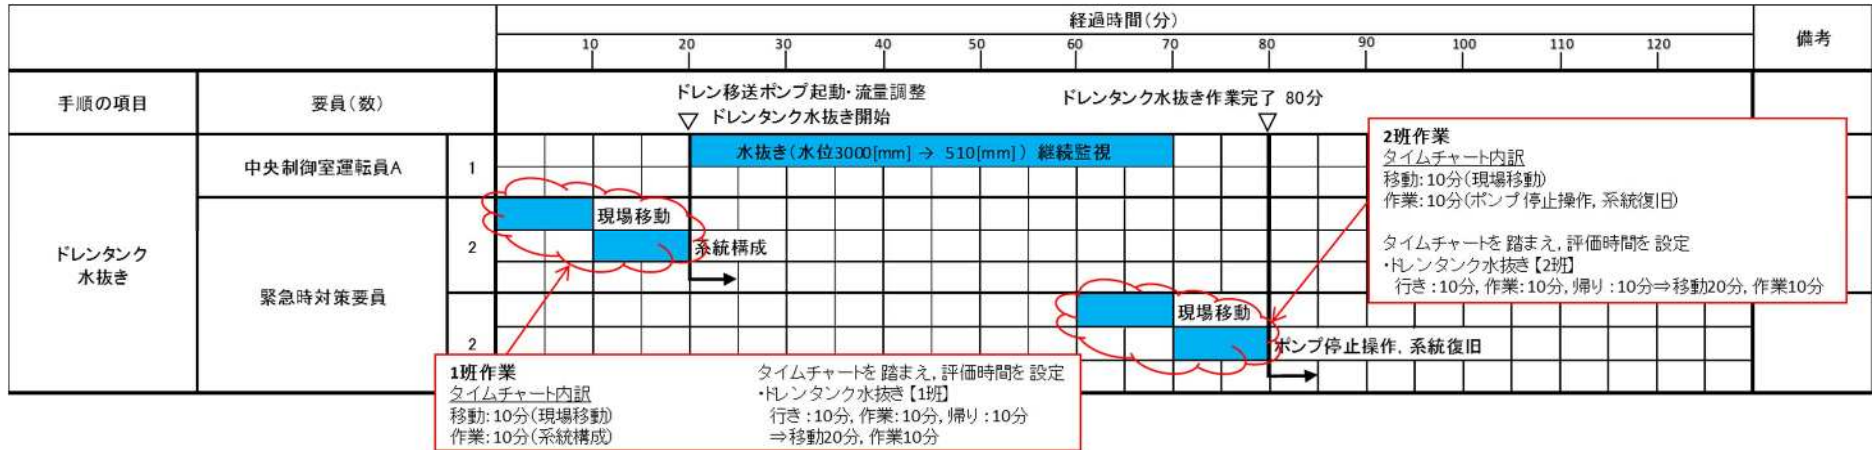 経過時間(分)
備考
10 20 30 40 50 60 70 80 90 100 110 120
手順の項目
要員(数)
ドレン移送ポンプ起動・流量調整
ドレンタンク水抜き開始
ドレンタンク水抜き作業完了 80分
ドレンタンク
水抜き
中央制御室運転員A
1
水抜き(水位3000[mm] → 510[mm]) 継続監視
緊急時対策要員
2
現場移動
系統構成
2
現場移動
ポンプ停止操作, 系統復旧
2班作業
タイムチャート内訳
移動:10分(現場移動)
作業:10分(ポンプ停止操作, 系統復旧)
タイムチャートを踏まえ, 評価時間を設定
・ドレンタンク水抜き【2班】
行き:10分, 作業:10分, 帰り:10分⇒移動20分, 作業10分
1班作業
タイムチャート内訳
移動:10分(現場移動)
作業:10分(系統構成)
タイムチャートを踏まえ, 評価時間を設定
・ドレンタンク水抜き【1班】
行き:10分, 作業:10分, 帰り:10分
⇒移動20分, 作業10分